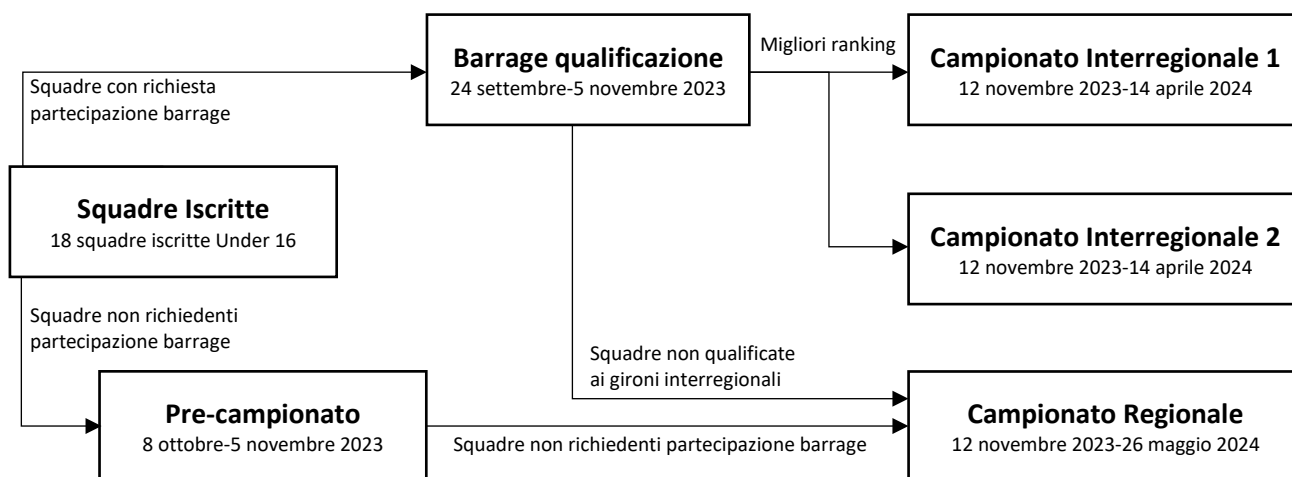 Barrage qualificazione
24 settembre-5 novembre 2023
Migliori ranking
Campionato Interregionale 1
12 novembre 2023-14 aprile 2024
Squadre con richiesta
partecipazione barrage
Squadre Iscritte
18 squadre iscritte Under 16
Campionato Interregionale 2
12 novembre 2023-14 aprile 2024
Squadre non richiedenti
partecipazione barrage
Squadre non qualificate
ai gironi interregionali
Pre-campionato
8 ottobre-5 novembre 2023
Squadre non richiedenti partecipazione barrage
Campionato Regionale
12 novembre 2023-26 maggio 2024